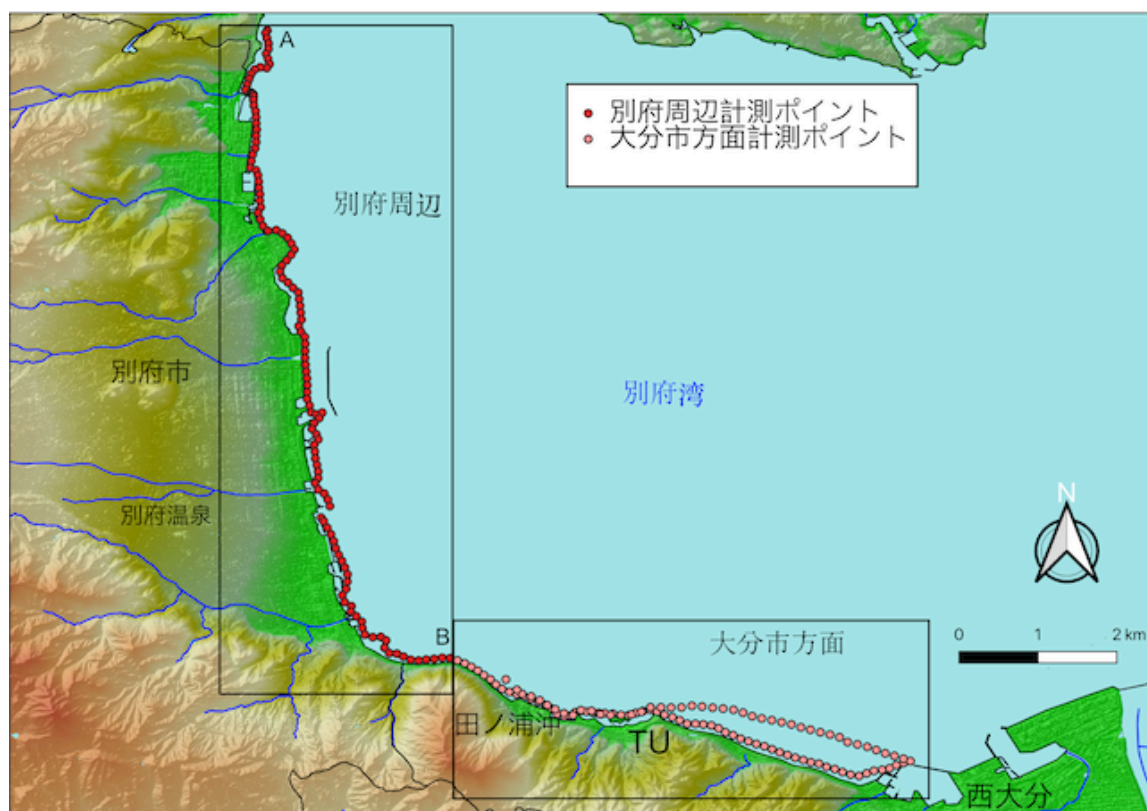 A
別府周辺計測ポイント
大分市方面計測ポイント
別府周辺
別府市
別府湾
N
別府温泉
B
大分市方面
0 1 2 km
田ノ浦沖
TU
西大分